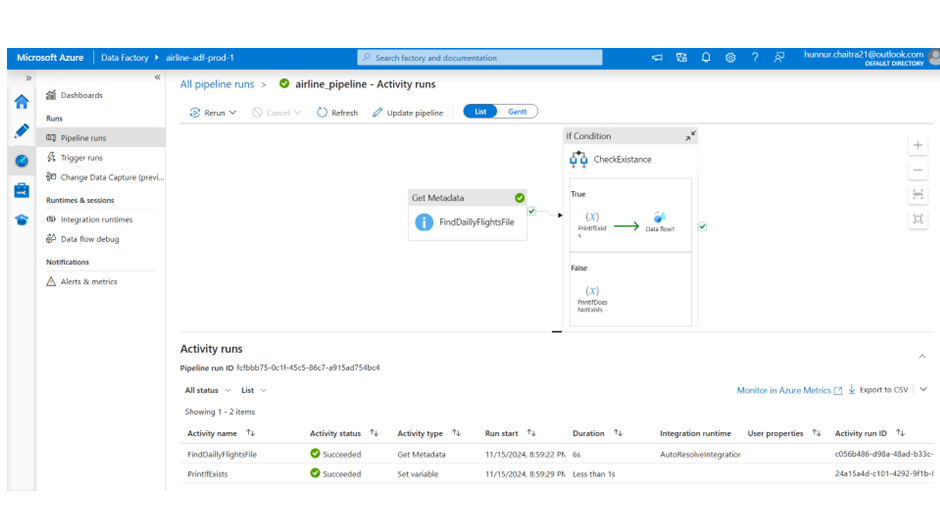 Microsoft Azure Data Factory airline-adf-prod-1 Search factory and documentation hunnur.chaitra21@outlook.com
DEFAULT DIRECTORY
Dashboards
Runs
Pipeline runs
Trigger runs
Change Data Capture (previ...
Runtimes & sessions
Integration runtimes
Data flow debug
Notifications
Alerts & metrics
All pipeline runs > airline_pipeline - Activity runs
Rerun Cancel Refresh Update pipeline List Gantt
Get Metadata
FindDaillyFlightsFile
If Condition
CheckExistance
True
(x)
PrintIfExist
s
Data flow1
False
(x)
PrintIfDoes
NotExists
Activity runs
Pipeline run ID fcfbbb75-0c1f-45c5-86c7-a915ad754bc4
All status List
Monitor in Azure Metrics Export to CSV
Showing 1 - 2 items
Activity name Activity status Activity type Run start Duration Integration runtime User properties Activity run ID
FindDaillyFlightsFile Succeeded Get Metadata 11/15/2024, 8:59:22 PM 6s AutoResolveIntegration c056b486-d98a-48ad-b33c-
PrintIfExists Succeeded Set variable 11/15/2024, 8:59:29 PM Less than 1s 24a15a4d-c101-4292-9f1b-